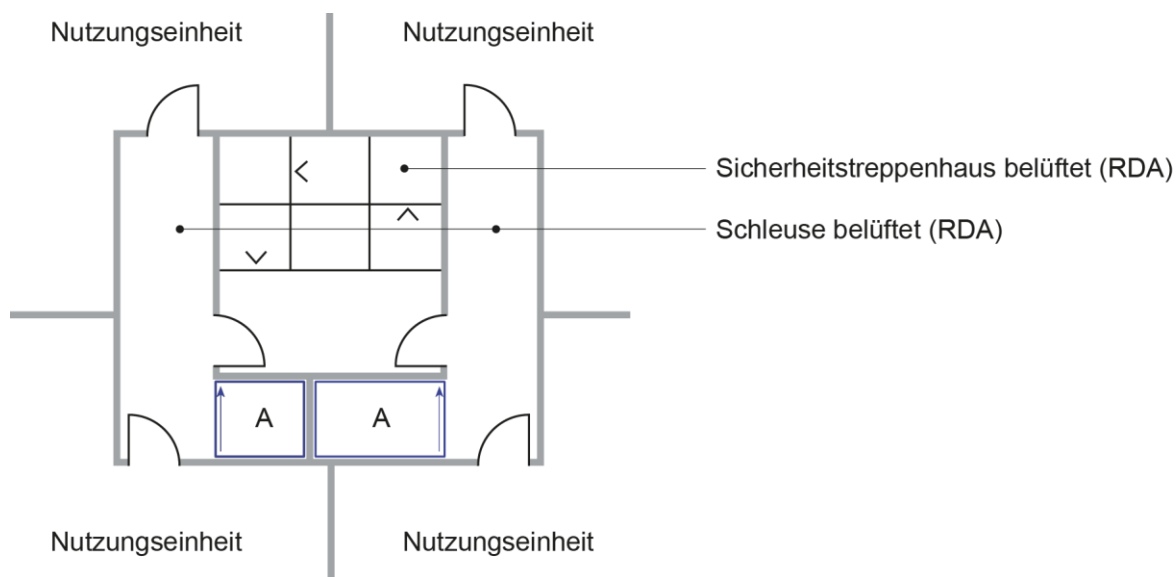 Nutzungseinheit
Nutzungseinheit
Sicherheitstreppenhaus belüftet (RDA)
Schleuse belüftet (RDA)
A
A
Nutzungseinheit
Nutzungseinheit